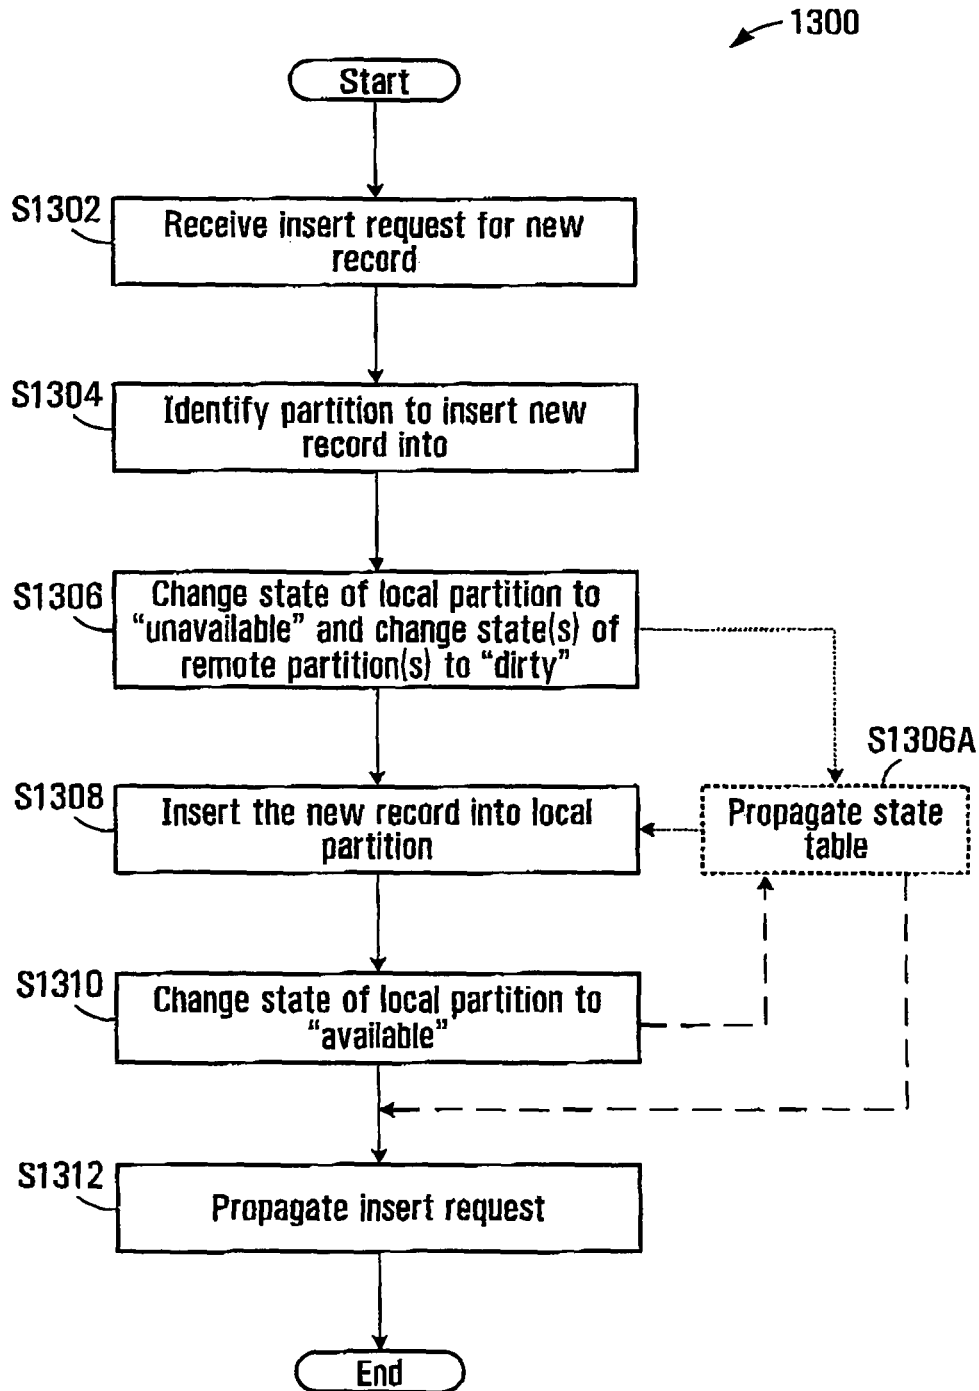 1300
Start
S1302
Receive insert request for new
record
S1304
Identify partition to insert new
record into
S1306
Change state of local partition to
“unavailable” and change state(s) of
remote partition(s) to “dirty”
S1306A
Propagate state
table
S1308
Insert the new record into local
partition
S1310
Change state of local partition to
“available”
S1312
Propagate insert request
End